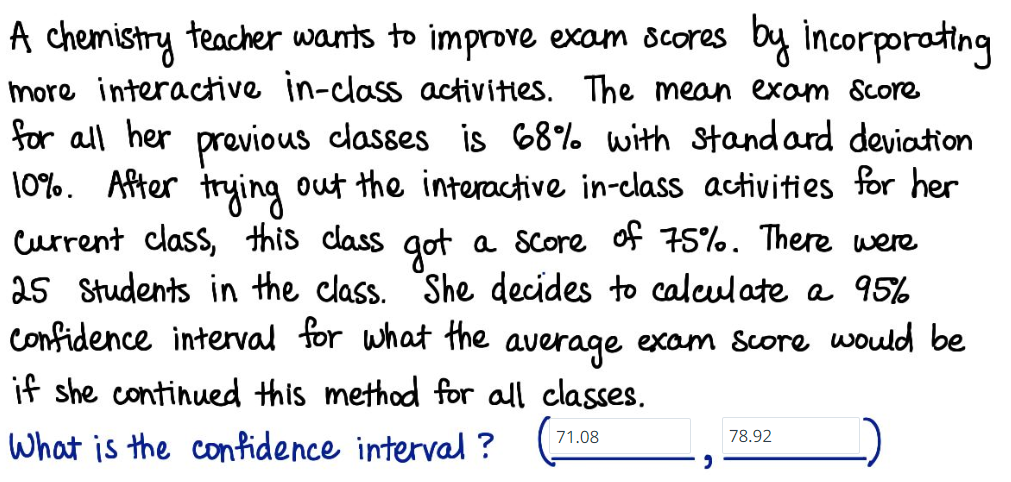 A chemistry teacher wants to improve exam scores by incorporating
more interactive in-class activities. The mean exam score
for all her previous classes is 68% with standard deviation
10%. After trying out the interactive in-class activities for her
current class, this class got a score of 75%. There were
25 students in the class. She decides to calculate a 95%
confidence interval for what the average exam score would be
if she continued this method for all classes.
What is the confidence interval? (71.08, 78.92)